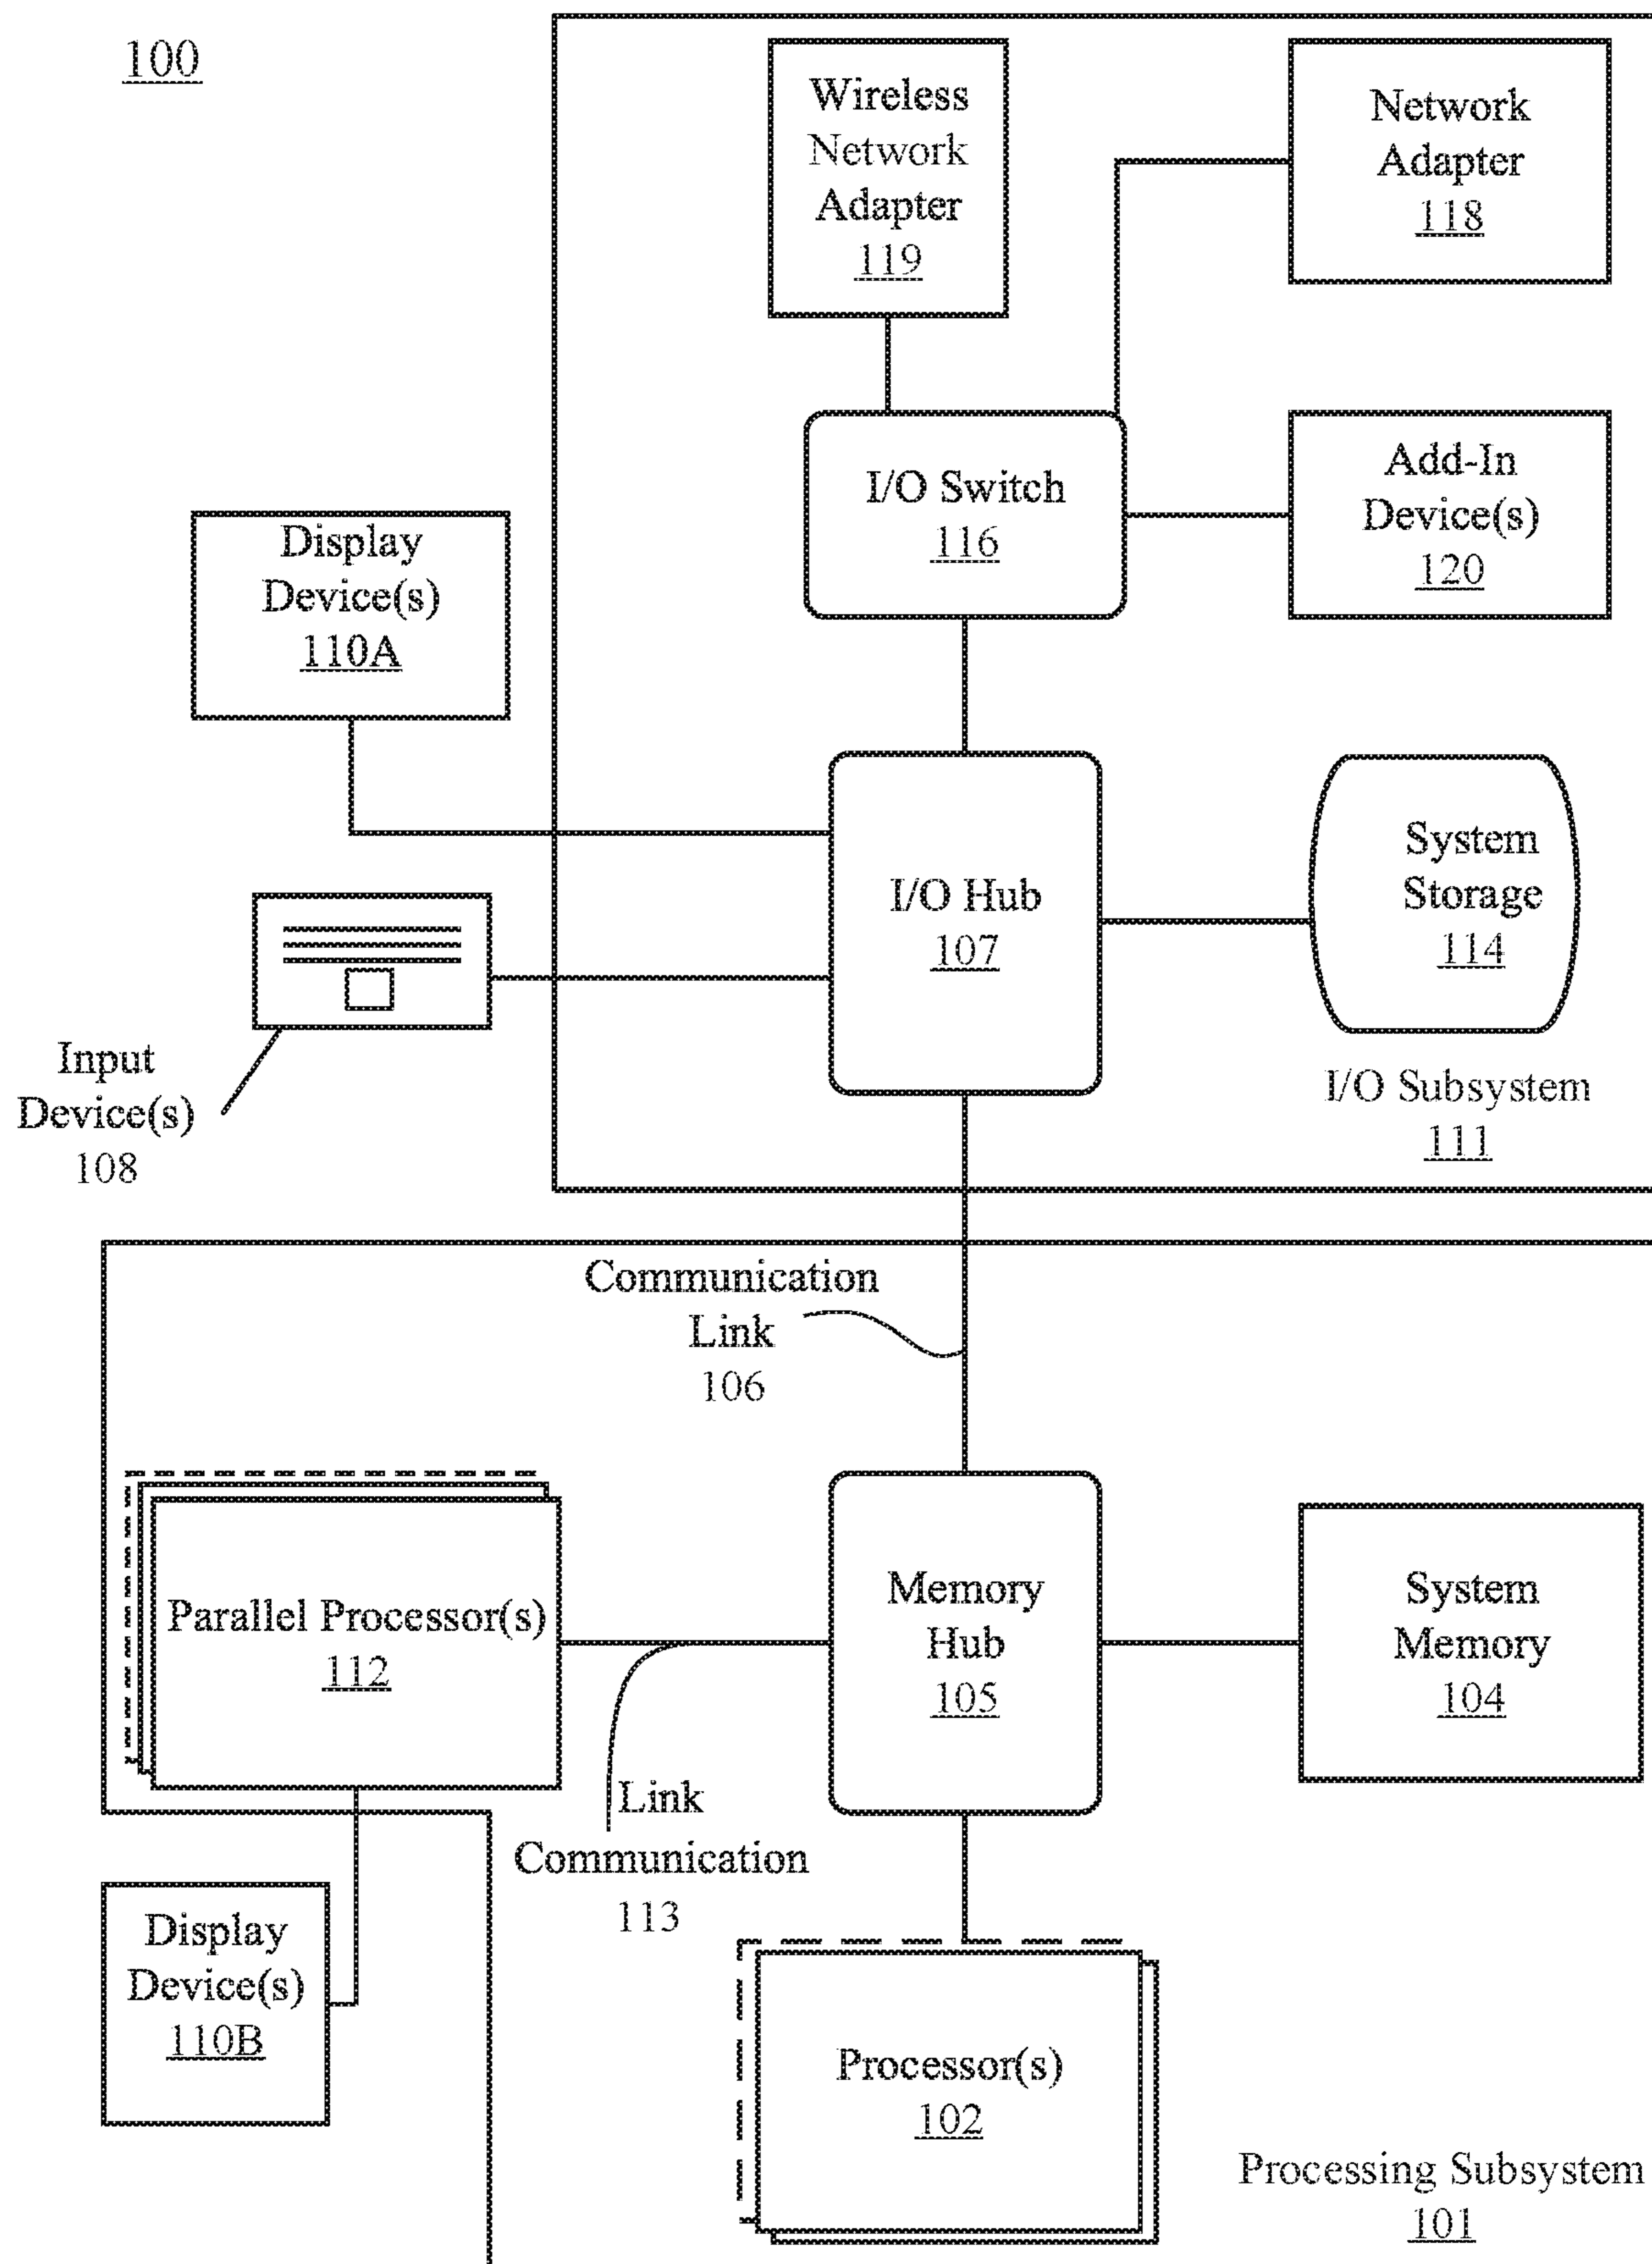 100
Wireless
Network
Adapter
119
Network
Adapter
118
I/O Switch
116
Add-In
Device(s)
120
Display
Device(s)
110A
I/O Hub
107
System
Storage
114
Input
Device(s)
108
I/O Subsystem
111
Communication
Link
106
Parallel Processor(s)
112
Memory
Hub
105
System
Memory
104
Link
Communication
113
Display
Device(s)
110B
Processor(s)
102
Processing Subsystem
101